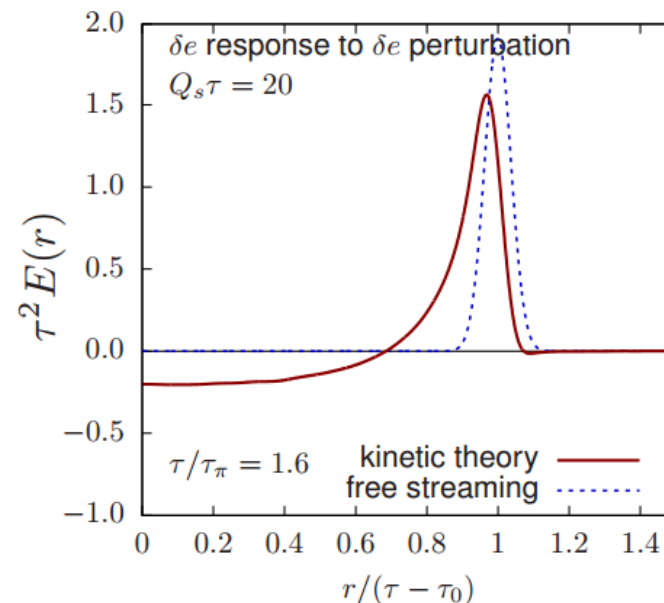 δe response to δe perturbation
Q_sτ = 20
2.0
1.5
1.0
0.5
0.0
−0.5
−1.0
τ² E(r)
τ/τ_π = 1.6
kinetic theory
free streaming
0 0.2 0.4 0.6 0.8 1 1.2 1.4
r/(τ − τ₀)